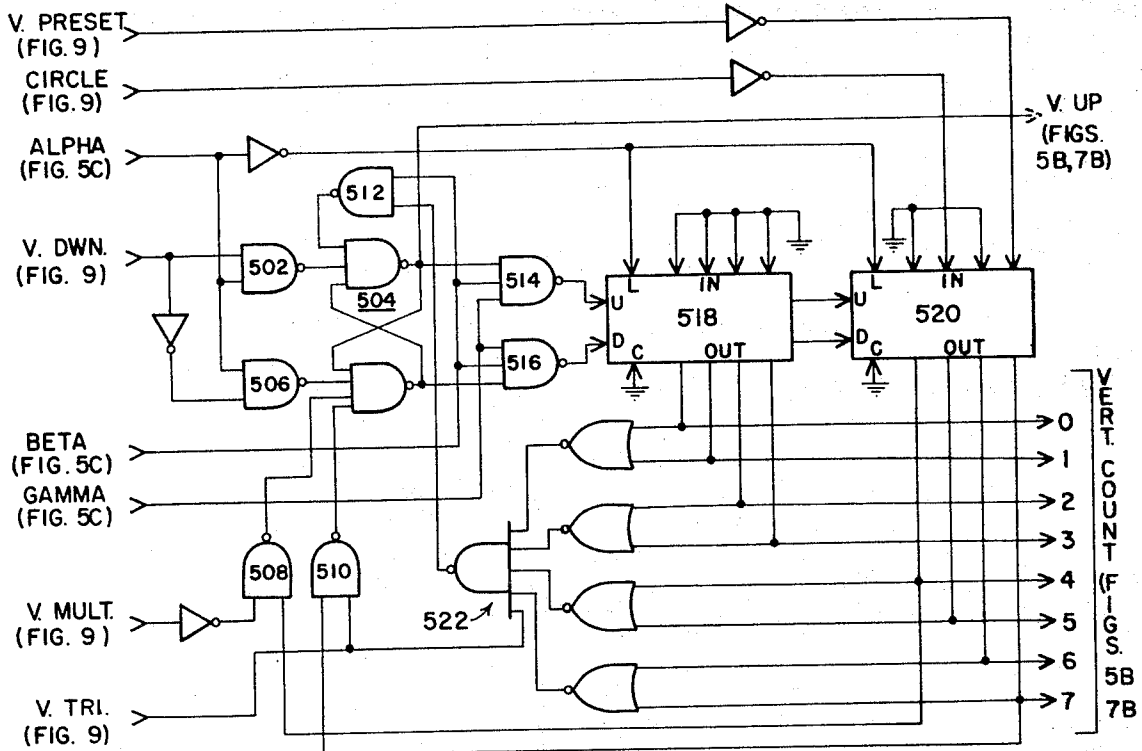 V. PRESET
(FIG. 9)
CIRCLE
(FIG. 9)
ALPHA
(FIG. 5C)
V. UP
(FIGS.
5B,7B)
512
V. DWN.
(FIG. 9)
502
504
514
L
IN
U
518
D
C
OUT
L
IN
U
520
D
C
OUT
506
516
BETA
(FIG. 5C)
GAMMA
(FIG. 5C)
508
510
522
V. MULT.
(FIG. 9)
V. TRI.
(FIG. 9)
0
1
2
3
4
5
6
7
VERT. COUNT (FIGS.
5B
7B